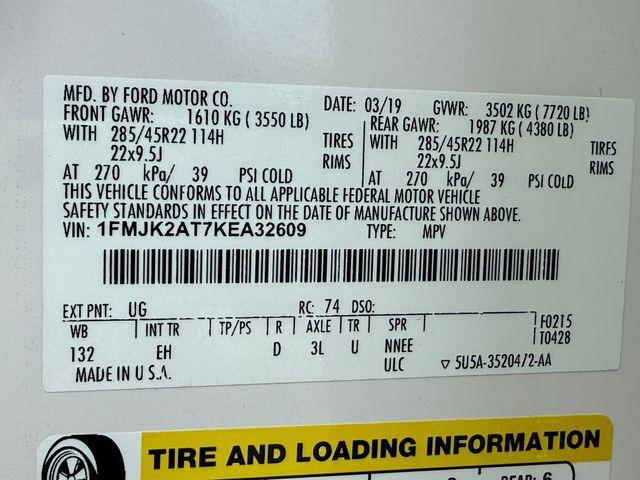 MFD. BY FORD MOTOR CO. DATE: 03/19 GVWR: 3502 KG ( 7720 LB)
FRONT GAWR: 1610 KG ( 3550 LB) REAR GAWR: 1987 KG ( 4380 LB)
WITH 285/45R22 114H TIRES WITH 285/45R22 114H TIRES
22x9.5J RIMS 22x9.5J RIMS
AT 270 kPa/ 39 PSI COLD AT 270 kPa/ 39 PSI COLD
THIS VEHICLE CONFORMS TO ALL APPLICABLE FEDERAL MOTOR VEHICLE
SAFETY STANDARDS IN EFFECT ON THE DATE OF MANUFACTURE SHOWN ABOVE.
VIN: 1FMJK2AT7KEA32609 TYPE: MPV
EXT PNT: UG RC: 74 DSO:
WB INT TR TP/PS R AXLE TR SPR F0215
132 EH D 3L U NNEE T0428
MADE IN U.S.A. ULC ▽ 5U5A-3520472-AA
TIRE AND LOADING INFORMATION
REAR: 6